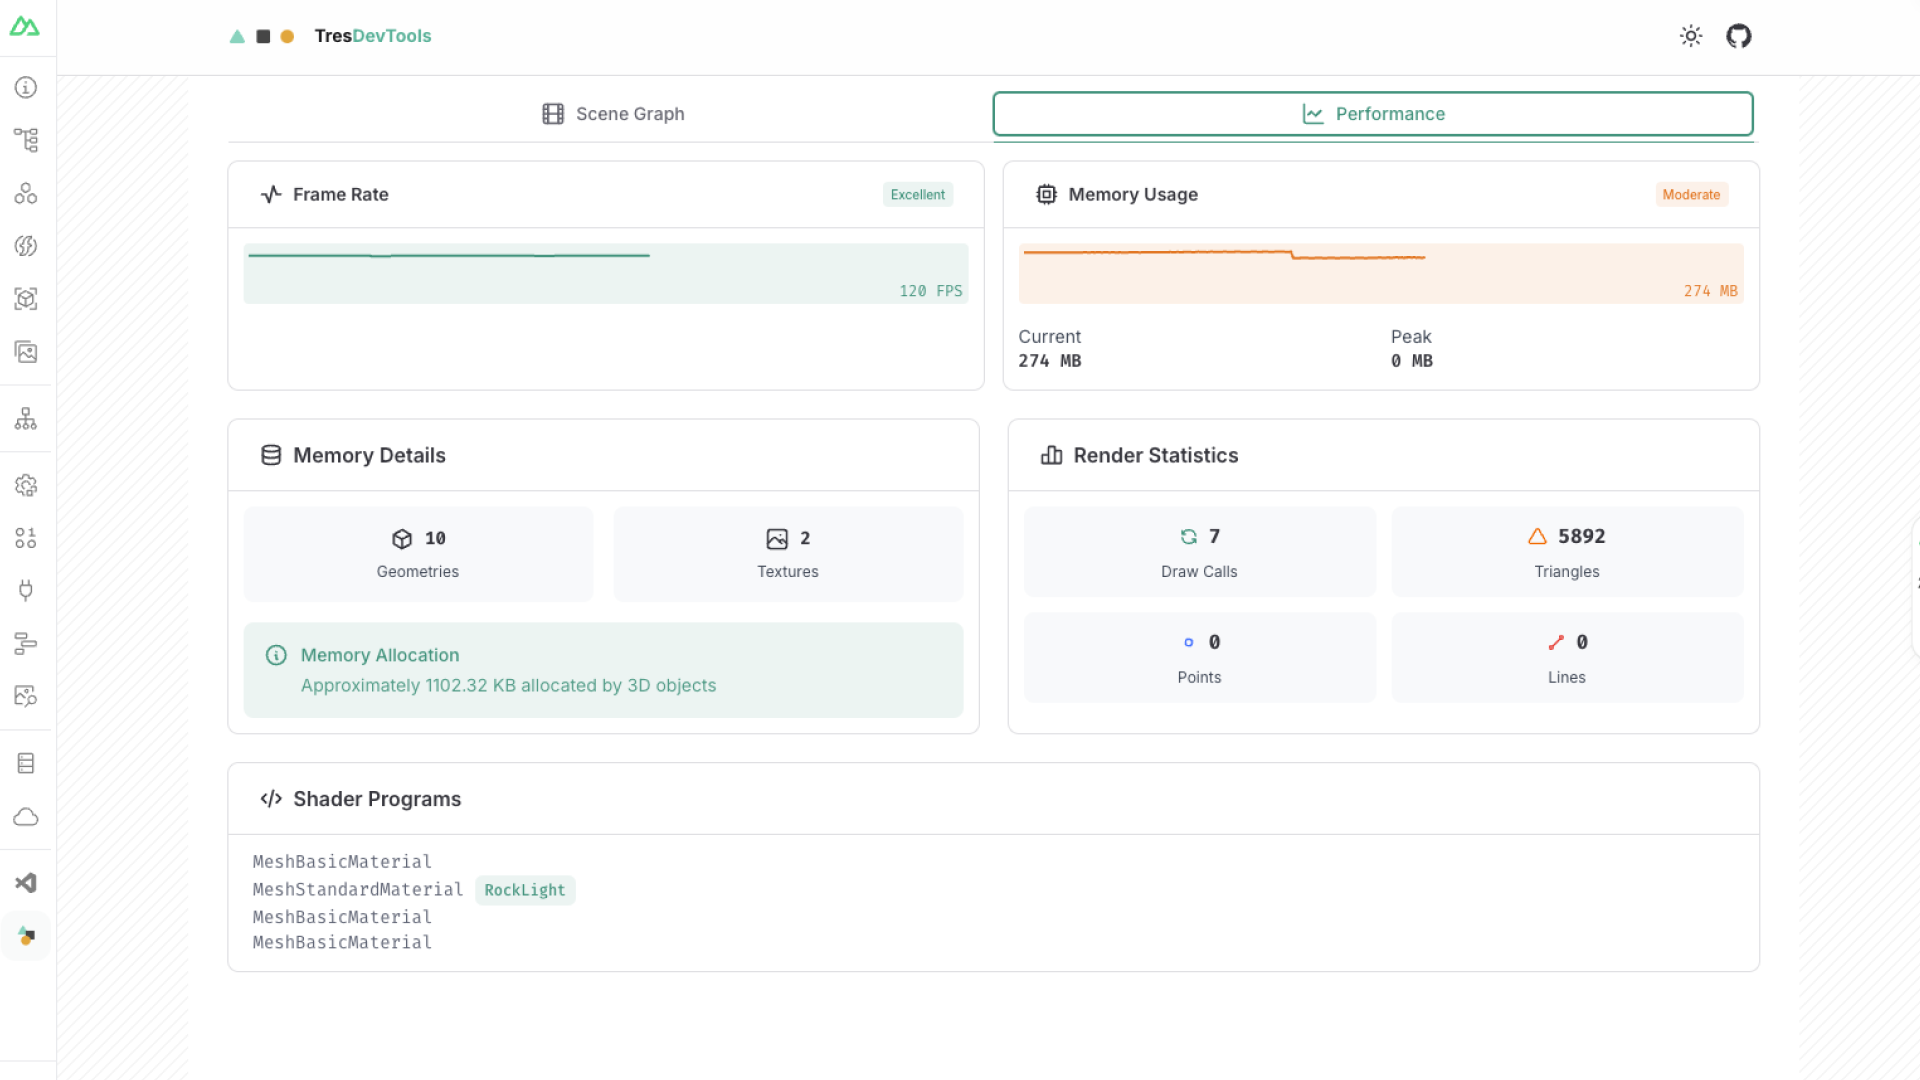 TresDevTools
Scene Graph
Performance
Frame Rate
Excellent
120 FPS
Memory Usage
Moderate
274 MB
Current
274 MB
Peak
0 MB
Memory Details
10
Geometries
2
Textures
Memory Allocation
Approximately 1102.32 KB allocated by 3D objects
Render Statistics
7
Draw Calls
5892
Triangles
0
Points
0
Lines
</> Shader Programs
MeshBasicMaterial
MeshStandardMaterial RockLight
MeshBasicMaterial
MeshBasicMaterial